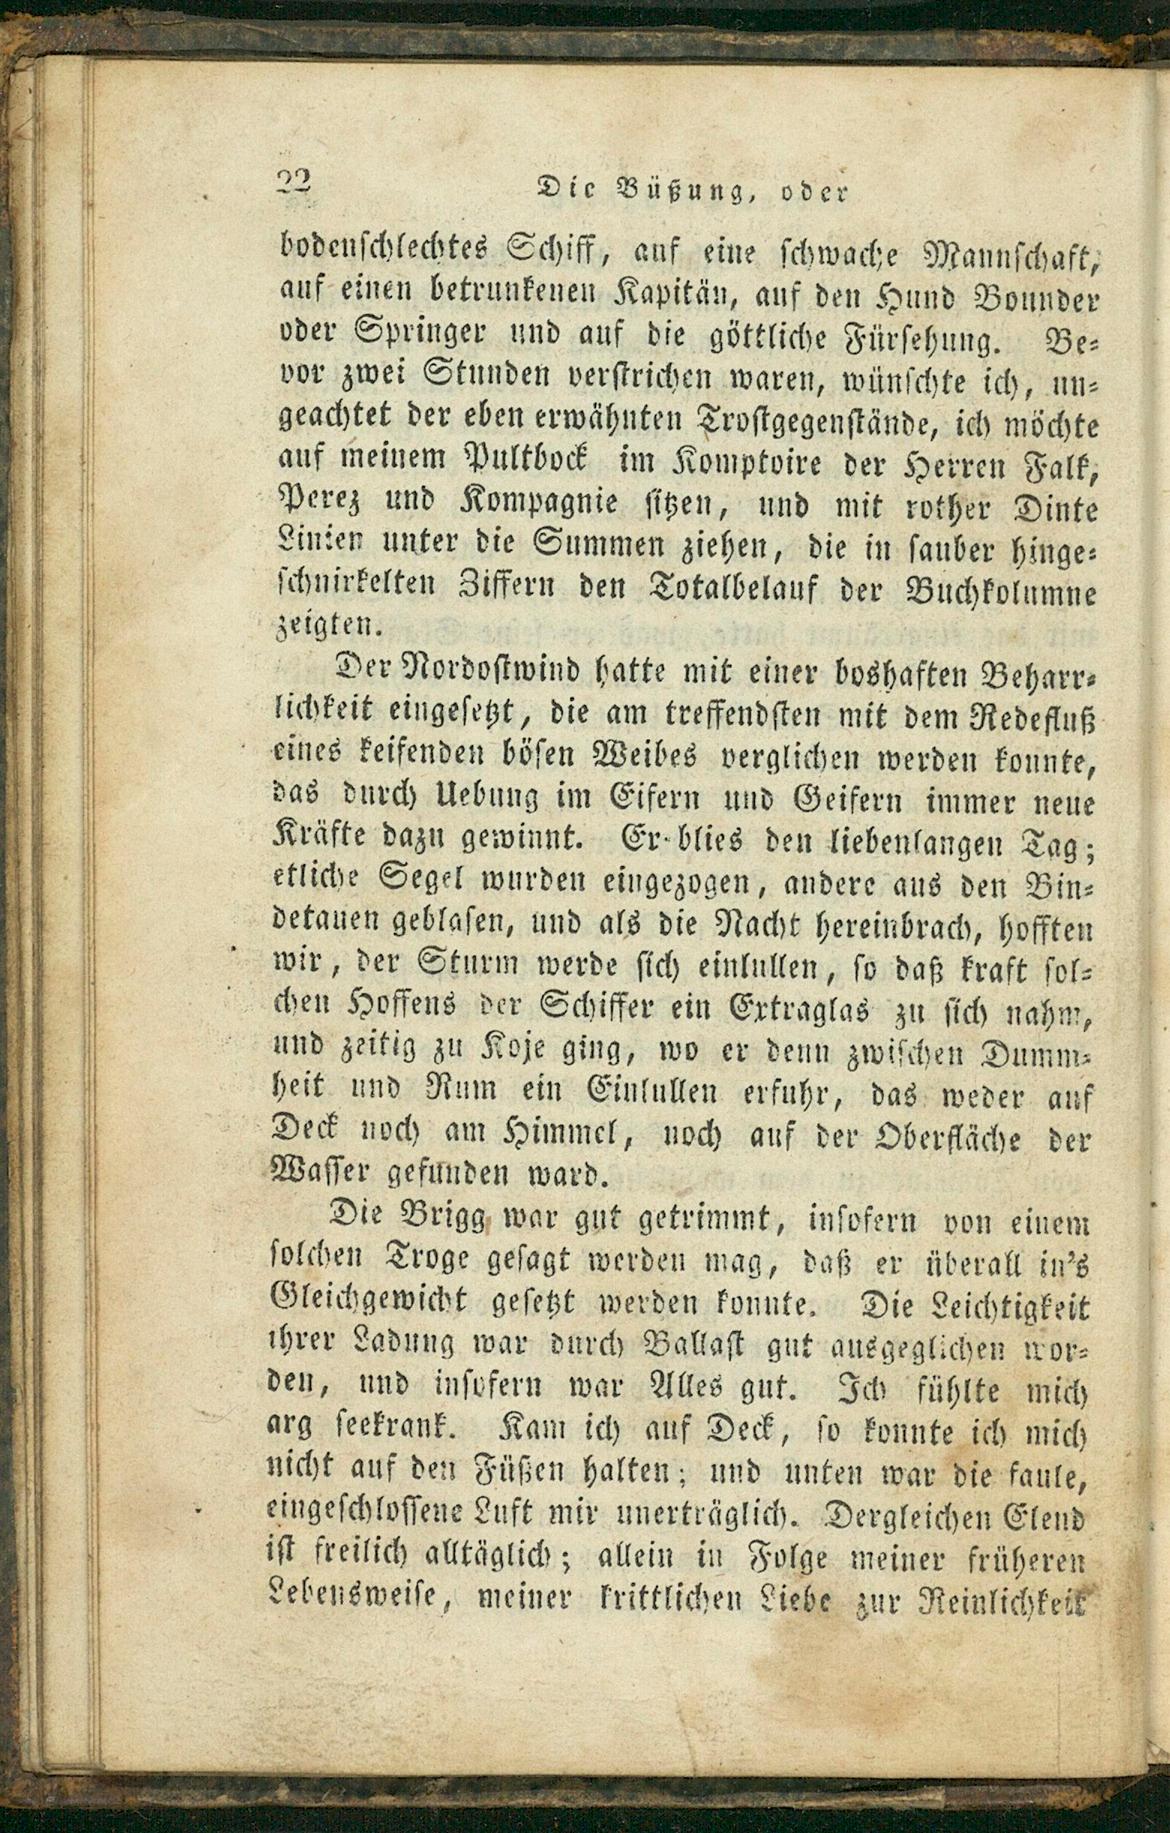 22
Die Büßung, oder
bodenschlechtes Schiff, auf eine schwache Mannschaft,
auf einen betrunkenen Kapitän, auf den Hund Bounder
oder Springer und auf die göttliche Fürsehung. Be-
vor zwei Stunden verstrichen waren, wünschte ich, un-
geachtet der eben erwähnten Trostgegenstände, ich möchte
auf meinem Pultbock im Komptoire der Herren Falk,
Perez und Kompagnie sitzen, und mit rother Dinte
Linien unter die Summen ziehen, die in sauber hinge-
schnirkelten Ziffern den Totalbelauf der Buchkolumne
zeigten.
Der Nordostwind hatte mit einer boshaften Beharr-
lichkeit eingesetzt, die am treffendsten mit dem Redefluß
eines keifenden bösen Weibes verglichen werden konnte,
das durch Uebung im Eifern und Geifern immer neue
Kräfte dazu gewinnt. Er blies den liebenlangen Tag;
etliche Segel wurden eingezogen, andere aus den Bin-
detauen geblasen, und als die Nacht hereinbrach, hofften
wir, der Sturm werde sich einlullen, so daß kraft sol-
chen Hoffens der Schiffer ein Extraglas zu sich nahm,
und zeitig zu Koje ging, wo er denn zwischen Dumm-
heit und Rum ein Einlullen erfuhr, das weder auf
Deck noch am Himmel, noch auf der Oberfläche der
Wasser gefunden ward.
Die Brigg war gut getrimmt, insofern von einem
solchen Troge gesagt werden mag, daß er überall in's
Gleichgewicht gesetzt werden konnte. Die Leichtigkeit
ihrer Ladung war durch Ballast gut ausgeglichen wor-
den, und insofern war Alles gut. Ich fühlte mich
arg seekrank. Kam ich auf Deck, so konnte ich mich
nicht auf den Füßen halten; und unten war die faule,
eingeschlossene Luft mir unerträglich. Dergleichen Elend
ist freilich alltäglich; allein in Folge meiner früheren
Lebensweise, meiner krittlichen Liebe zur Reinlichkeit